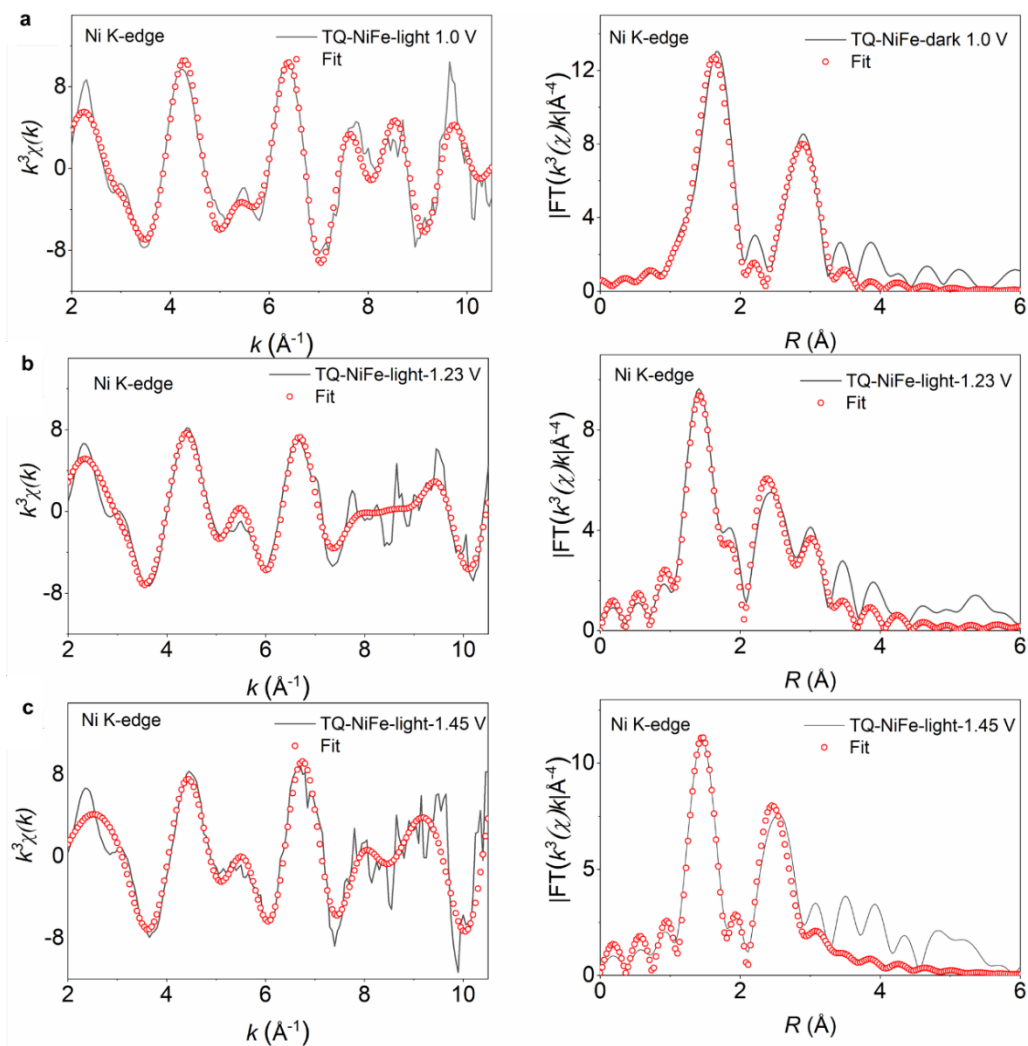 a
Ni K-edge
TQ-NiFe-light 1.0 V
Fit
8
0
-8
k³χ(k)
2 4 6 8 10
k (Å⁻¹)
TQ-NiFe-dark 1.0 V
Fit
12
8
4
0
|FT(k³(χ)k|Å⁻⁴
0 2 4 6
R (Å)
b
Ni K-edge
TQ-NiFe-light-1.23 V
Fit
8
0
-8
k³χ(k)
2 4 6 8 10
k (Å⁻¹)
Ni K-edge
TQ-NiFe-light-1.23 V
Fit
8
4
0
|FT(k³(χ)k|Å⁻⁴
0 2 4 6
R (Å)
c
Ni K-edge
TQ-NiFe-light-1.45 V
Fit
8
0
-8
k³χ(k)
2 4 6 8 10
k (Å⁻¹)
Ni K-edge
TQ-NiFe-light-1.45 V
Fit
10
5
0
|FT(k³(χ)k|Å⁻⁴
0 2 4 6
R (Å)